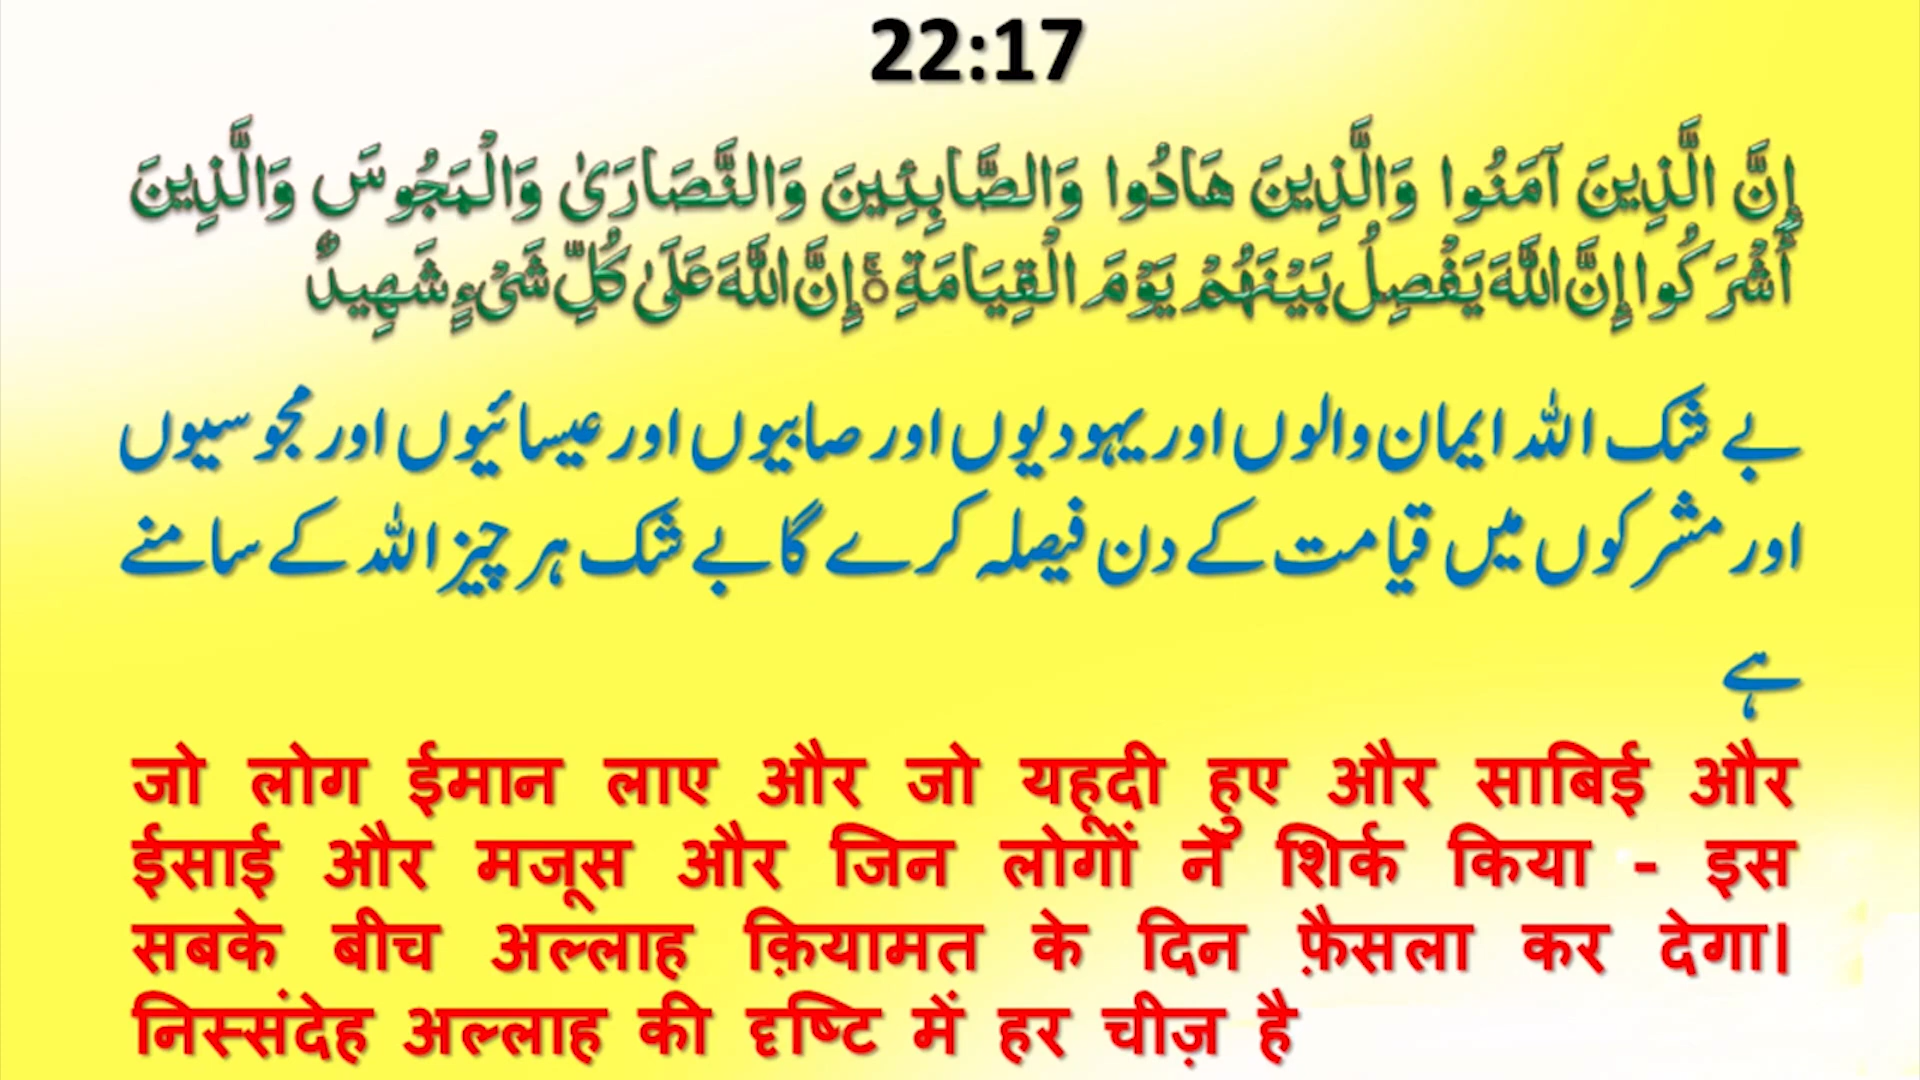 22:17
إِنَّ الَّذِينَ آمَنُوا وَالَّذِينَ هَادُوا وَالصَّابِئِينَ وَالنَّصَارَىٰ وَالْمَجُوسَ وَالَّذِينَ
أَشْرَكُوا إِنَّ اللَّهَ يَفْصِلُ بَيْنَهُمْ يَوْمَ الْقِيَامَةِ ۚ إِنَّ اللَّهَ عَلَىٰ كُلِّ شَيْءٍ شَهِيدٌ
بے شک اللہ ایمان والوں اور یہودیوں اور صابیوں اور عیسائیوں اور مجوسیوں
اور مشرکوں میں قیامت کے دن فیصلہ کرے گا بے شک ہر چیز اللہ کے سامنے
ہے
जो लोग ईमान लाए और जो यहूदी हुए और साबिई और
ईसाई और मजूस और जिन लोगों ने शिर्क किया - इस
सबके बीच अल्लाह क़ियामत के दिन फ़ैसला कर देगा।
निस्संदेह अल्लाह की दृष्टि में हर चीज़ है